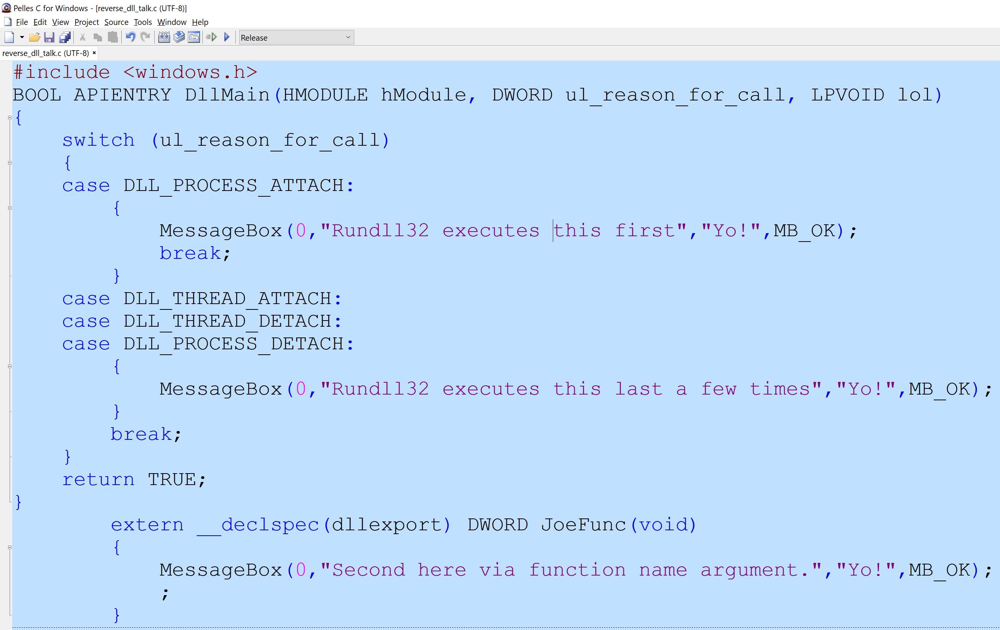 Pelles C for Windows - [reverse_dll_talk.c (UTF-8)]
File Edit View Project Source Tools Window Help
Release
reverse_dll_talk.c (UTF-8) ×
#include <windows.h>
BOOL APIENTRY DllMain(HMODULE hModule, DWORD ul_reason_for_call, LPVOID lol)
{
switch (ul_reason_for_call)
{
case DLL_PROCESS_ATTACH:
{
MessageBox(0,"Rundll32 executes this first","Yo!",MB_OK);
break;
}
case DLL_THREAD_ATTACH:
case DLL_THREAD_DETACH:
case DLL_PROCESS_DETACH:
{
MessageBox(0,"Rundll32 executes this last a few times","Yo!",MB_OK);
}
break;
}
return TRUE;
}
extern __declspec(dllexport) DWORD JoeFunc(void)
{
MessageBox(0,"Second here via function name argument.","Yo!",MB_OK);
;
}